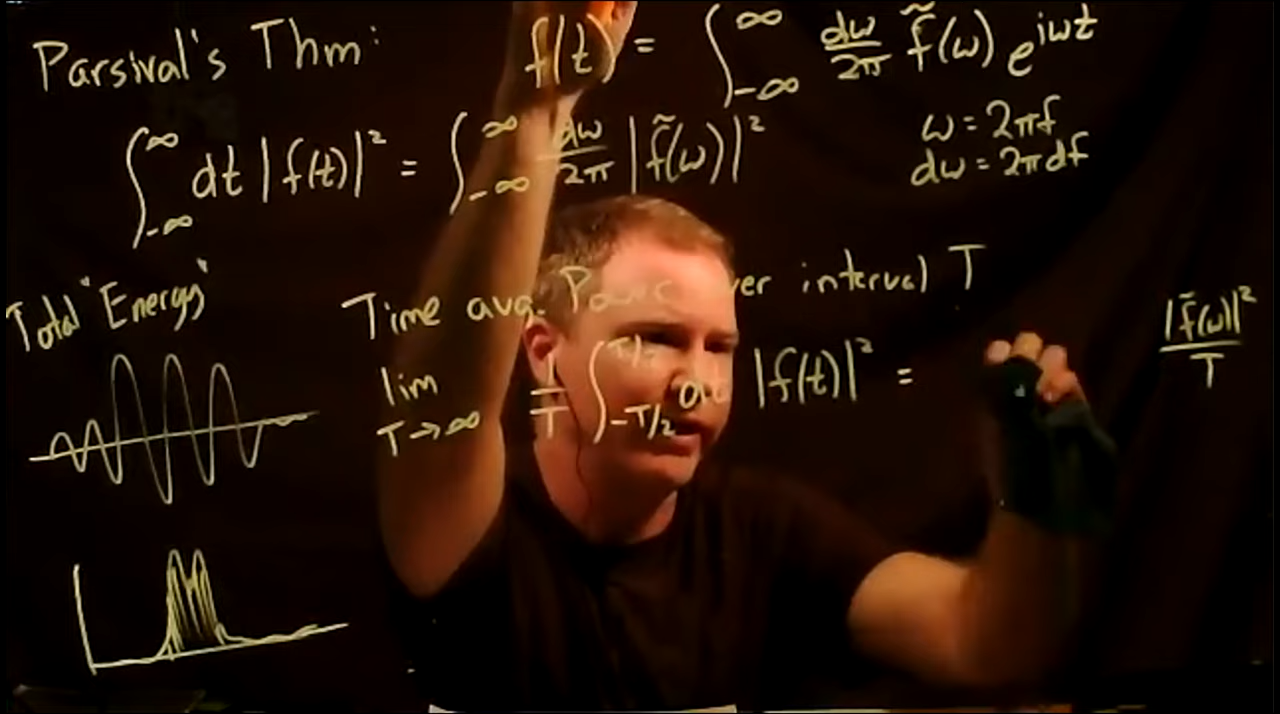 Parsival's Thm:
f(t) = ∫_{-∞}^{∞} dω/2π f̃(ω) e^{iωt}
ω = 2πf
dω = 2πdf
∫_{-∞}^{∞} dt |f(t)|² = ∫_{-∞}^{∞} dω/2π |f̃(ω)|²
Total "Energy"
Time avg. interval T
lim T→∞ 1/T ∫_{-T/2}^{T/2} |f(t)|² =
|f̃(ω)|²/T